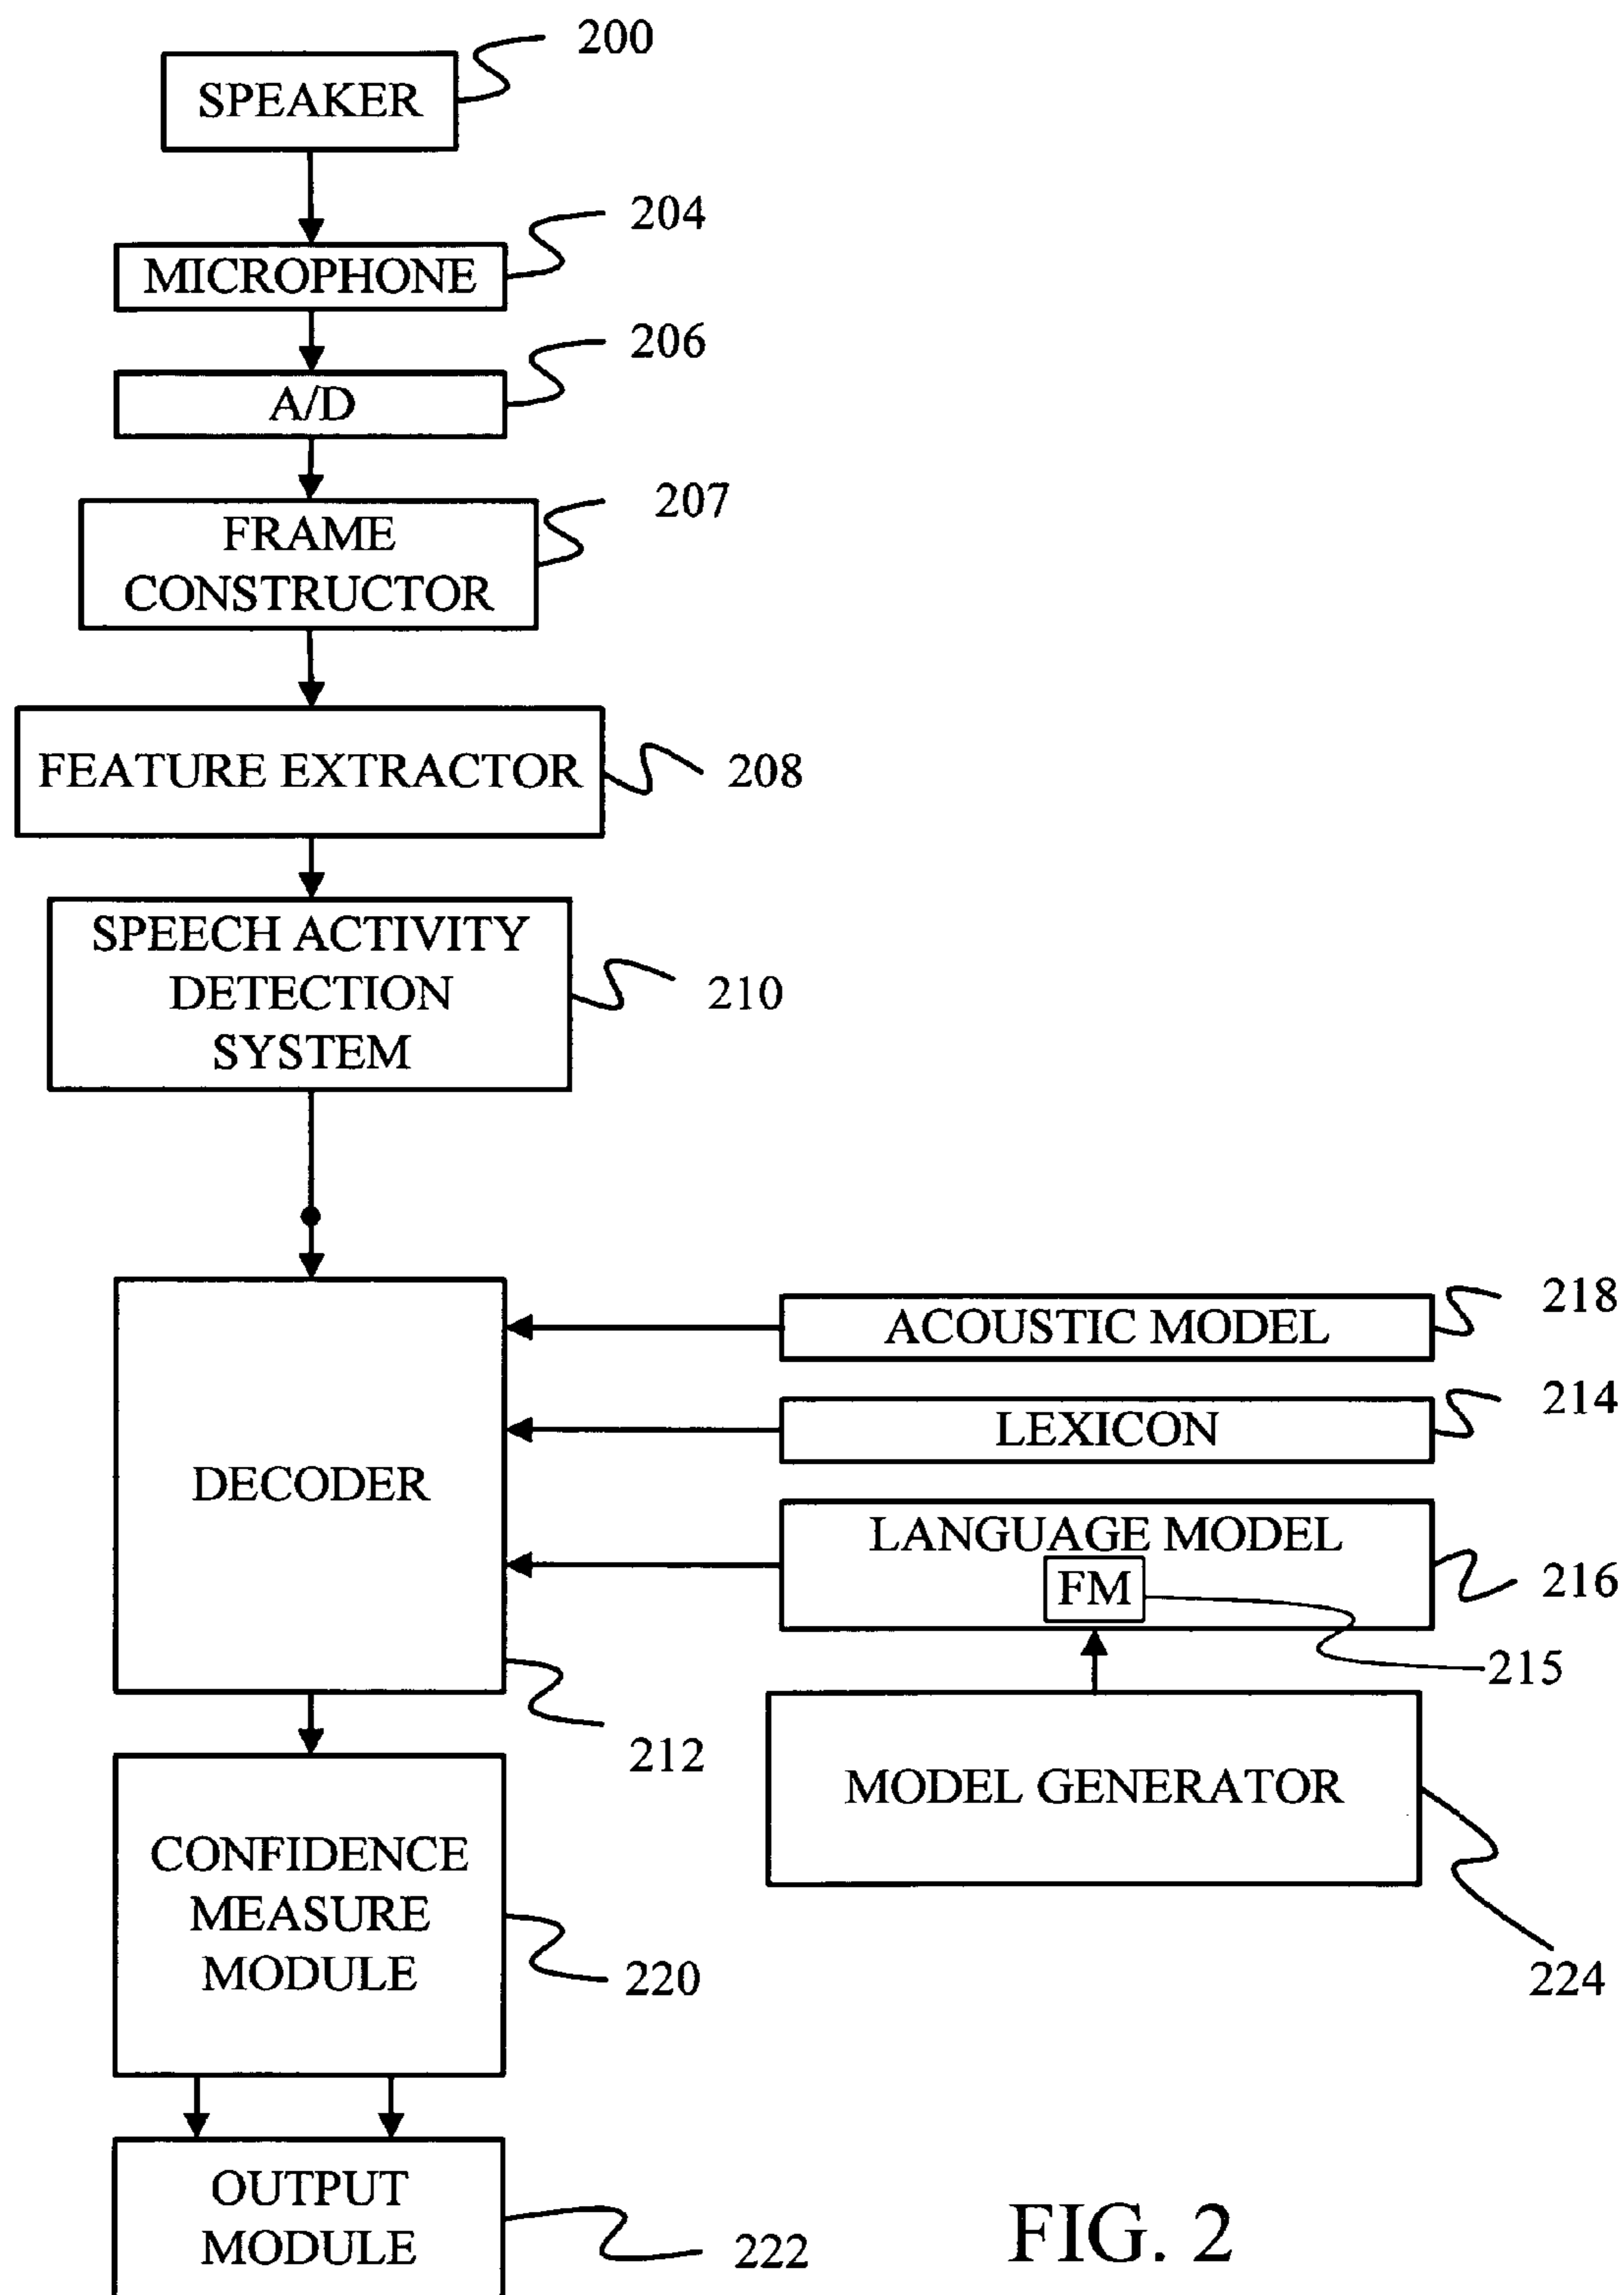 200
SPEAKER
204
MICROPHONE
206
A/D
207
FRAME
CONSTRUCTOR
FEATURE EXTRACTOR
208
SPEECH ACTIVITY
DETECTION
SYSTEM
210
218
ACOUSTIC MODEL
214
LEXICON
DECODER
LANGUAGE MODEL
FM
216
215
212
MODEL GENERATOR
CONFIDENCE
MEASURE
MODULE
220
224
OUTPUT
MODULE
222
FIG. 2